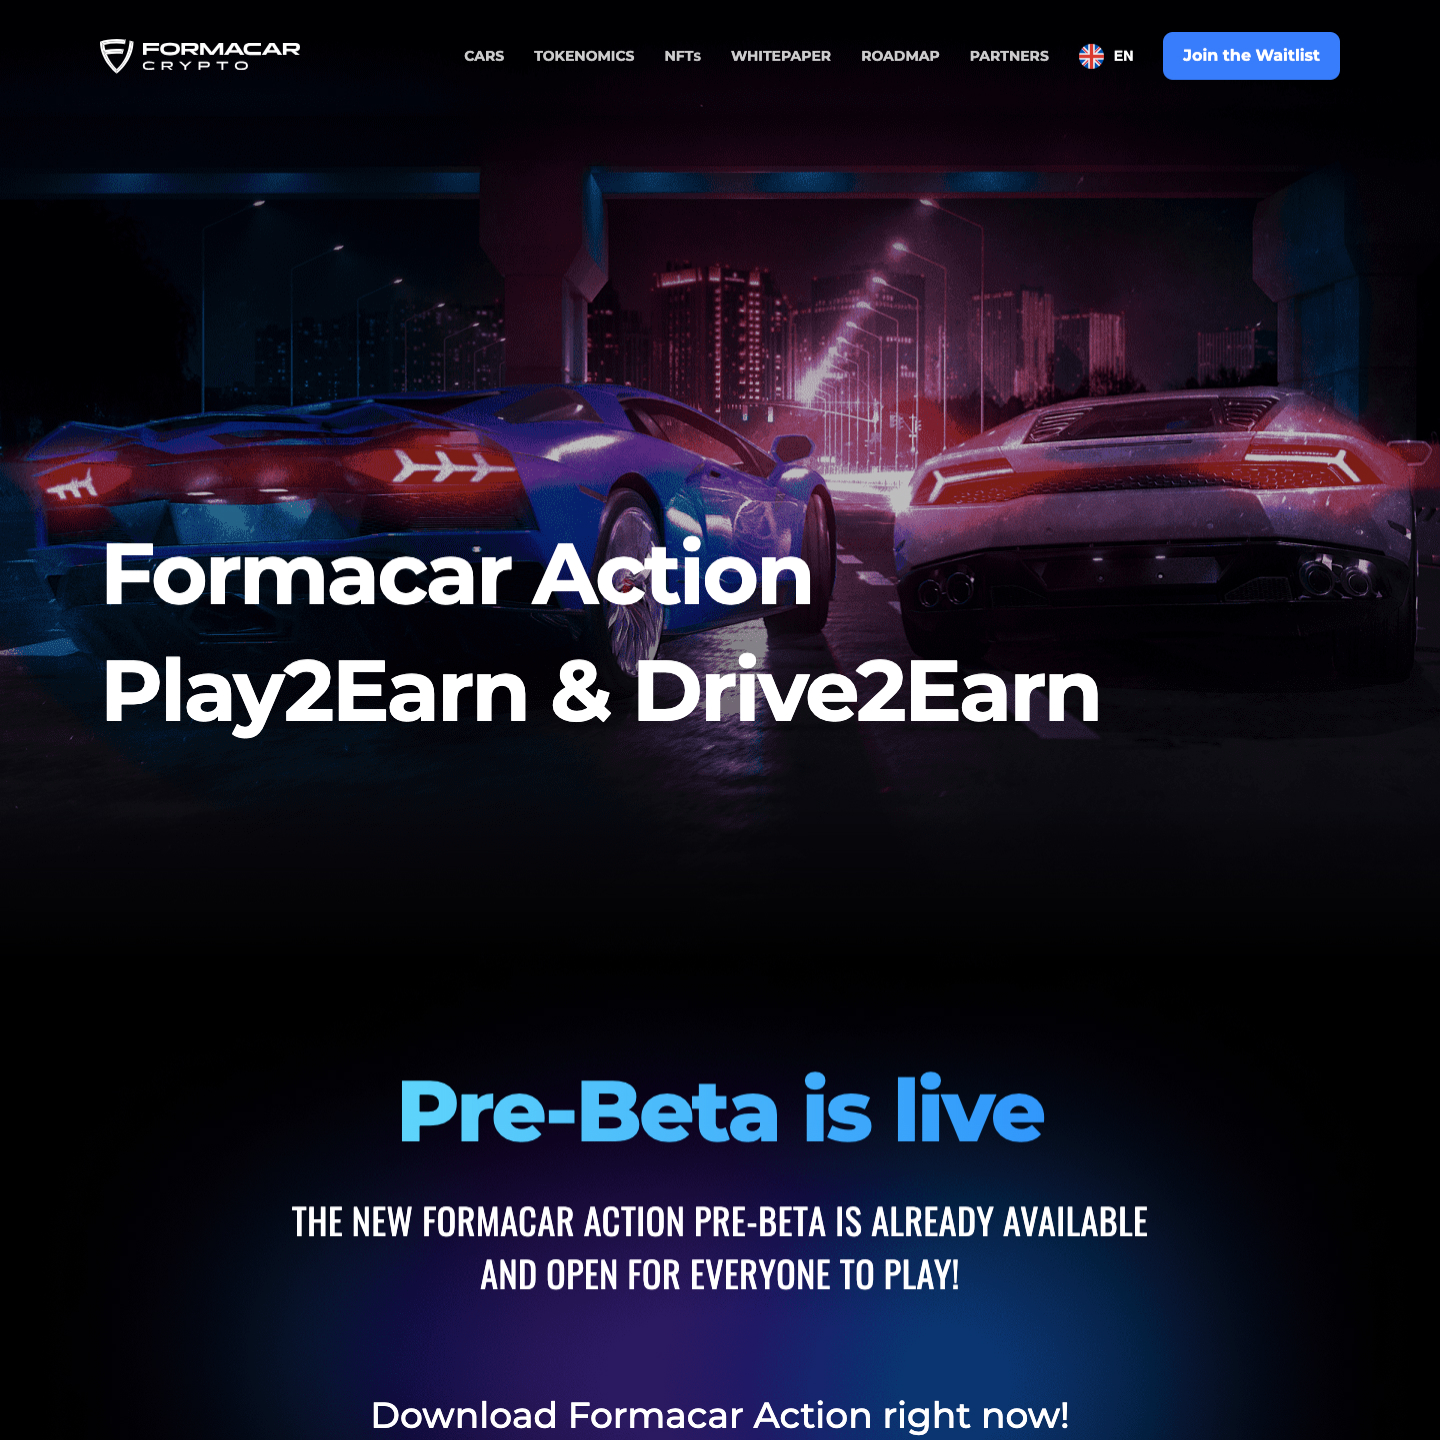 FORMACAR
CRYPTO
CARS TOKENOMICS NFTs WHITEPAPER ROADMAP PARTNERS EN Join the Waitlist
Formacar Action
Play2Earn & Drive2Earn
Pre-Beta is live
THE NEW FORMACAR ACTION PRE-BETA IS ALREADY AVAILABLE
AND OPEN FOR EVERYONE TO PLAY!
Download Formacar Action right now!